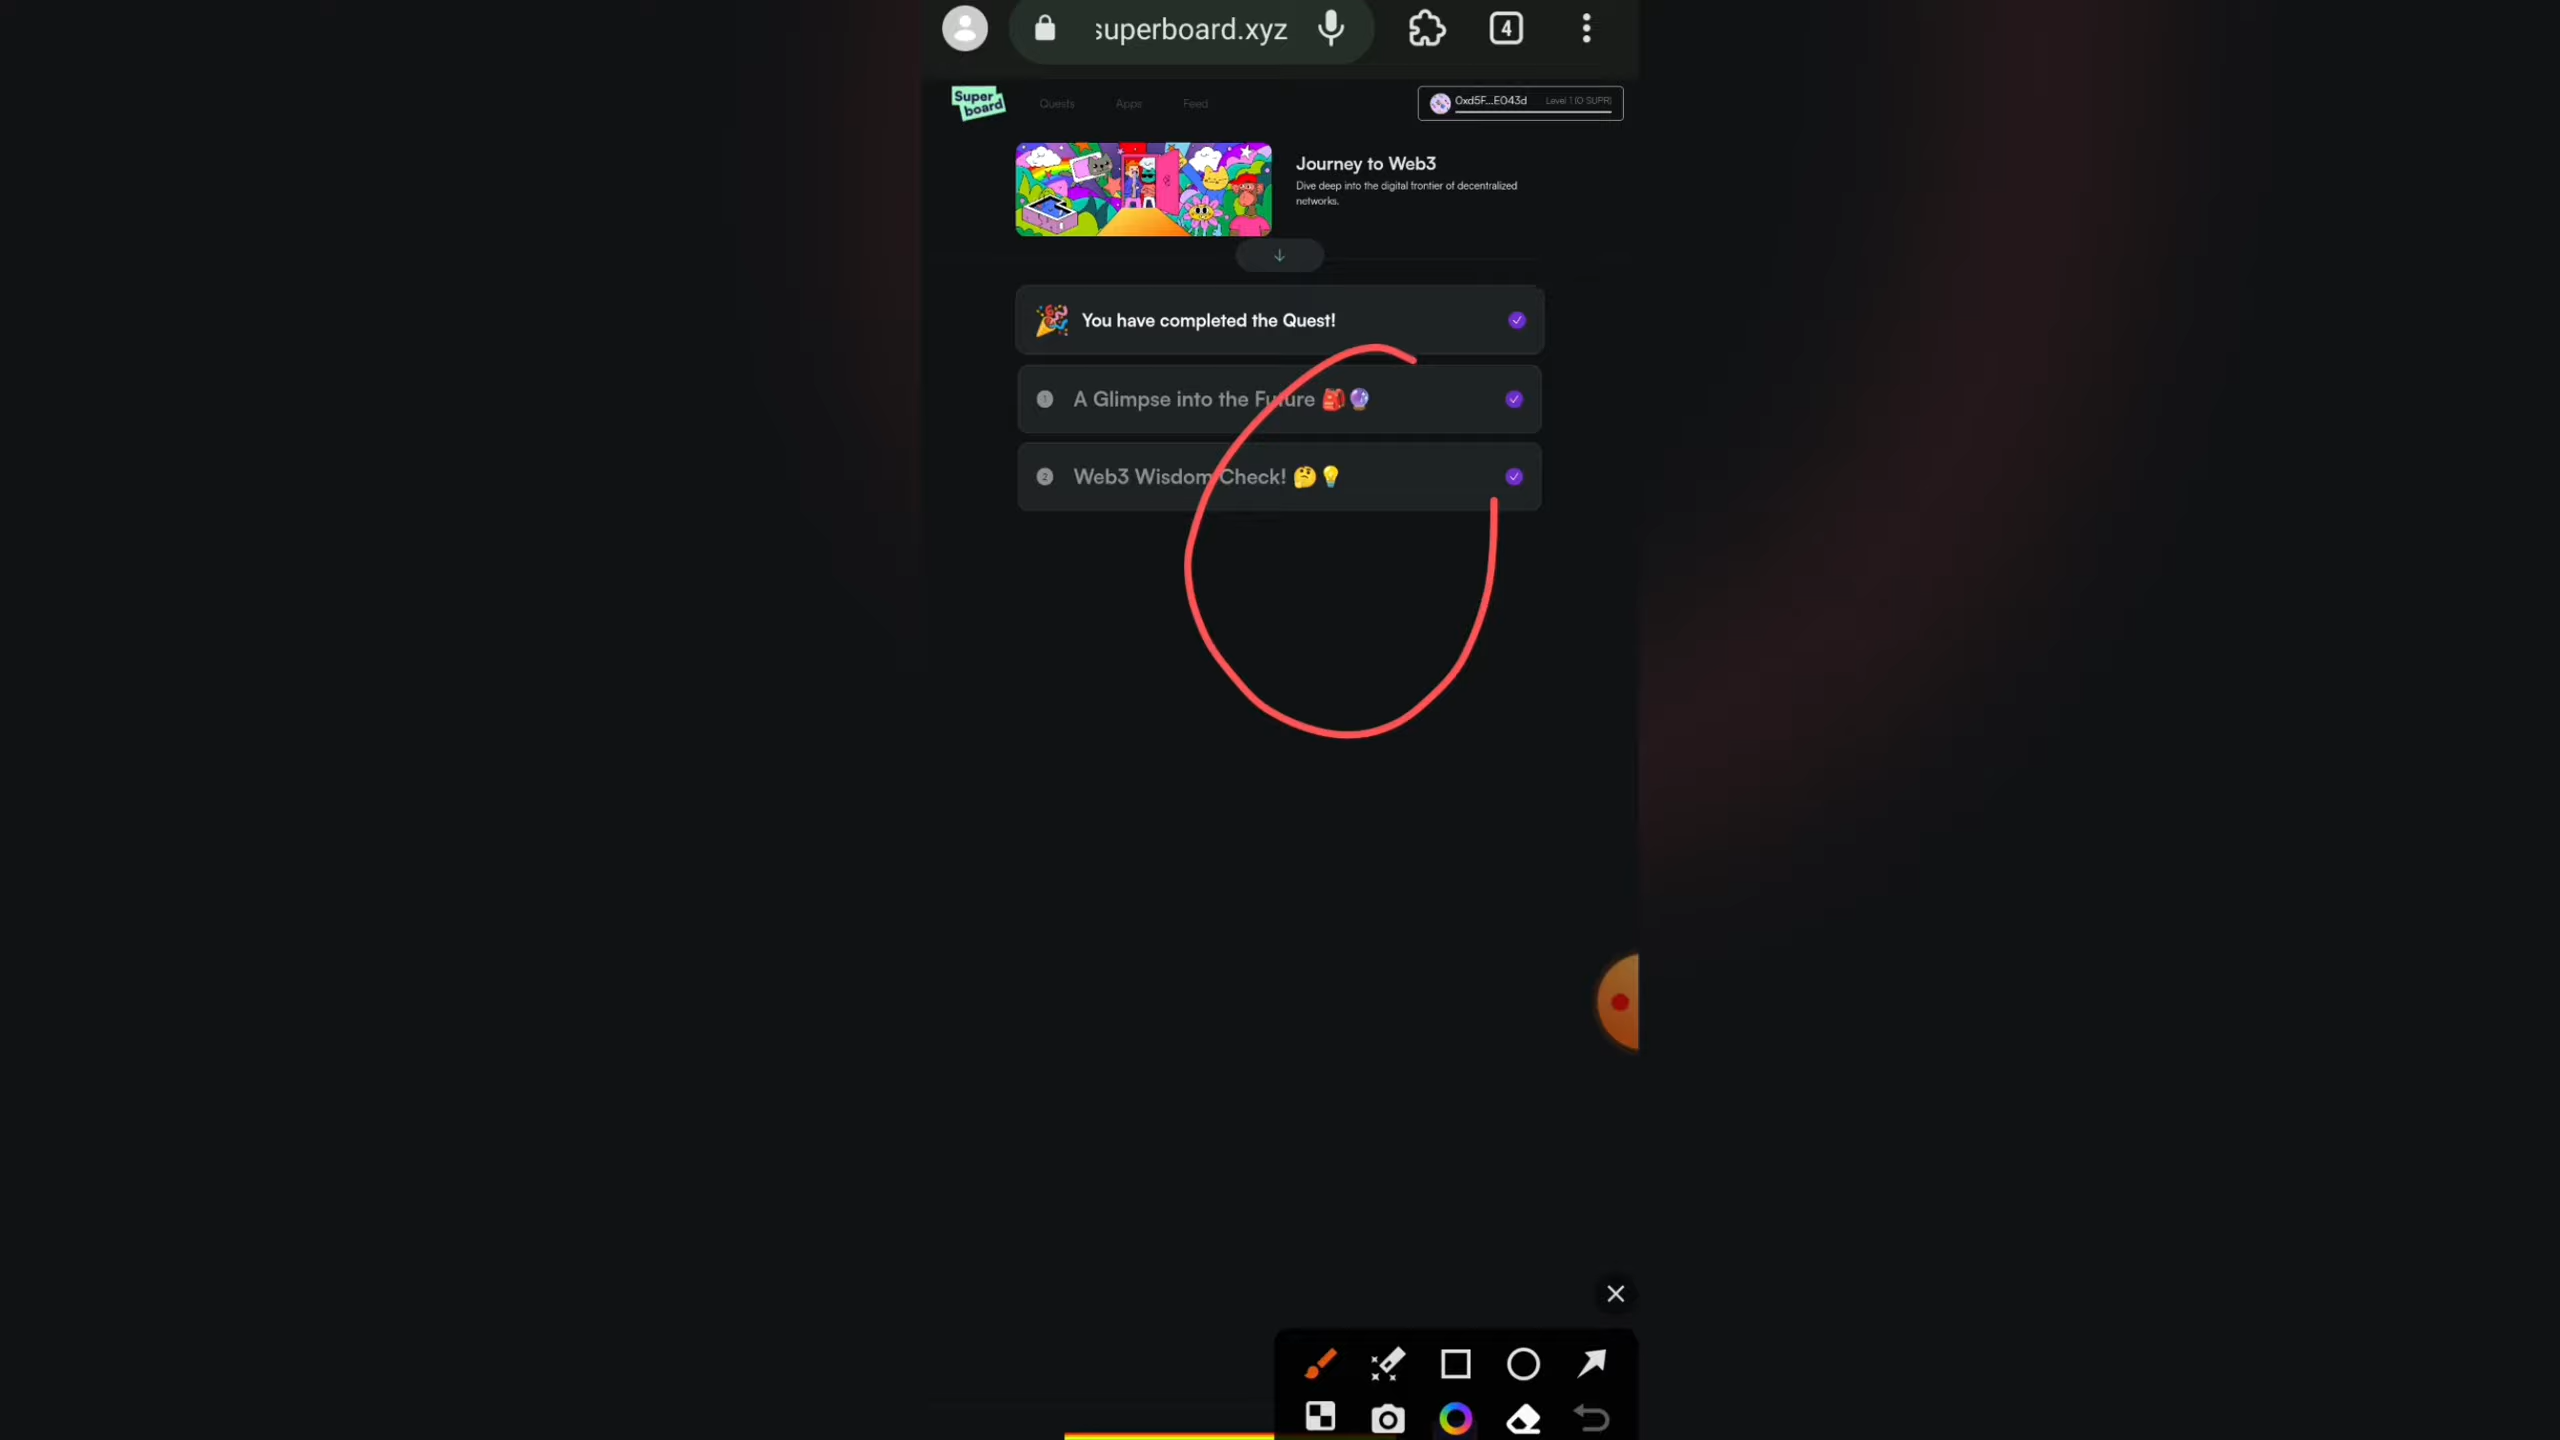 superboard.xyz
4
Super
board
Quests
Apps
Feed
0xd5F...E043d
Level 1 (0 SUPR)
Journey to Web3
Dive deep into the digital frontier of decentralized
networks.
You have completed the Quest!
1
A Glimpse into the Future
2
Web3 Wisdom Check!